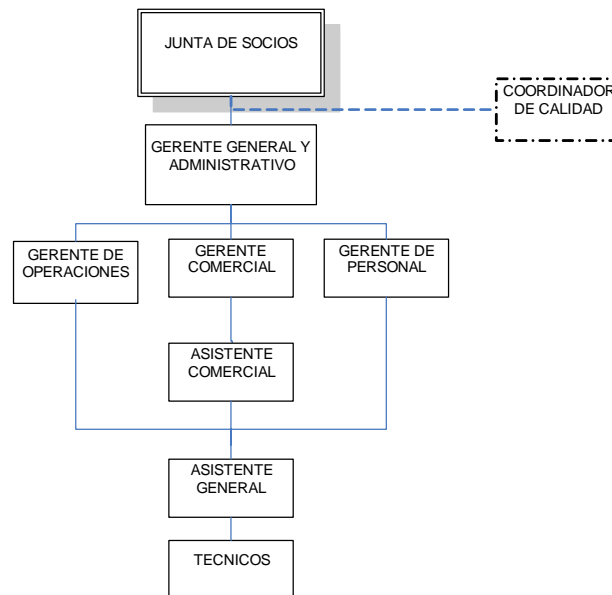 JUNTA DE SOCIOS
COORDINADOR
DE CALIDAD
GERENTE GENERAL Y
ADMINISTRATIVO
GERENTE DE
OPERACIONES
GERENTE
COMERCIAL
GERENTE DE
PERSONAL
ASISTENTE
COMERCIAL
ASISTENTE
GENERAL
TECNICOS